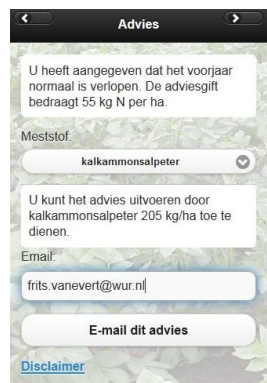 Advies
U heeft aangegeven dat het voorjaar
normaal is verlopen. De adviesgift
bedraagt 55 kg N per ha.
Meststof:
kalkammonsalpeter
U kunt het advies uitvoeren door
kalkammonsalpeter 205 kg/ha toe te
dienen.
Email:
frits.vanevert@wur.nl
E-mail dit advies
Disclaimer